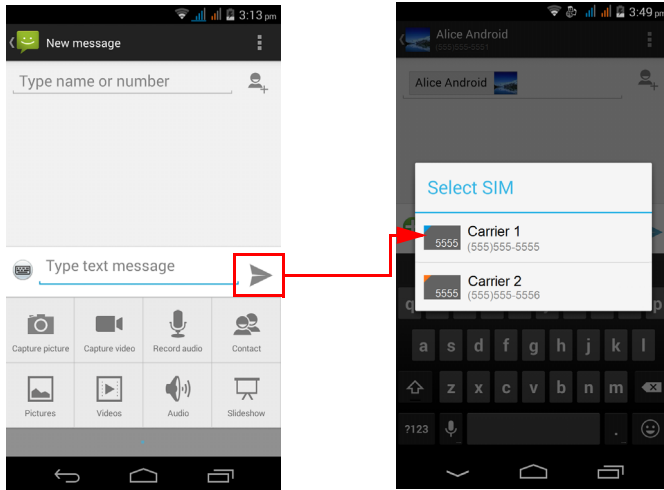 3:13 pm
New message
Type name or number
Type text message
Capture picture
Capture video
Record audio
Contact
Pictures
Videos
Audio
Slideshow
3:49 pm
Alice Android
(555)555-5551
Alice Android
Select SIM
5555
Carrier 1
(555)555-5555
5555
Carrier 2
(555)555-5556
q
p
a s d f g h j k l
z x c v b n m
?123
.